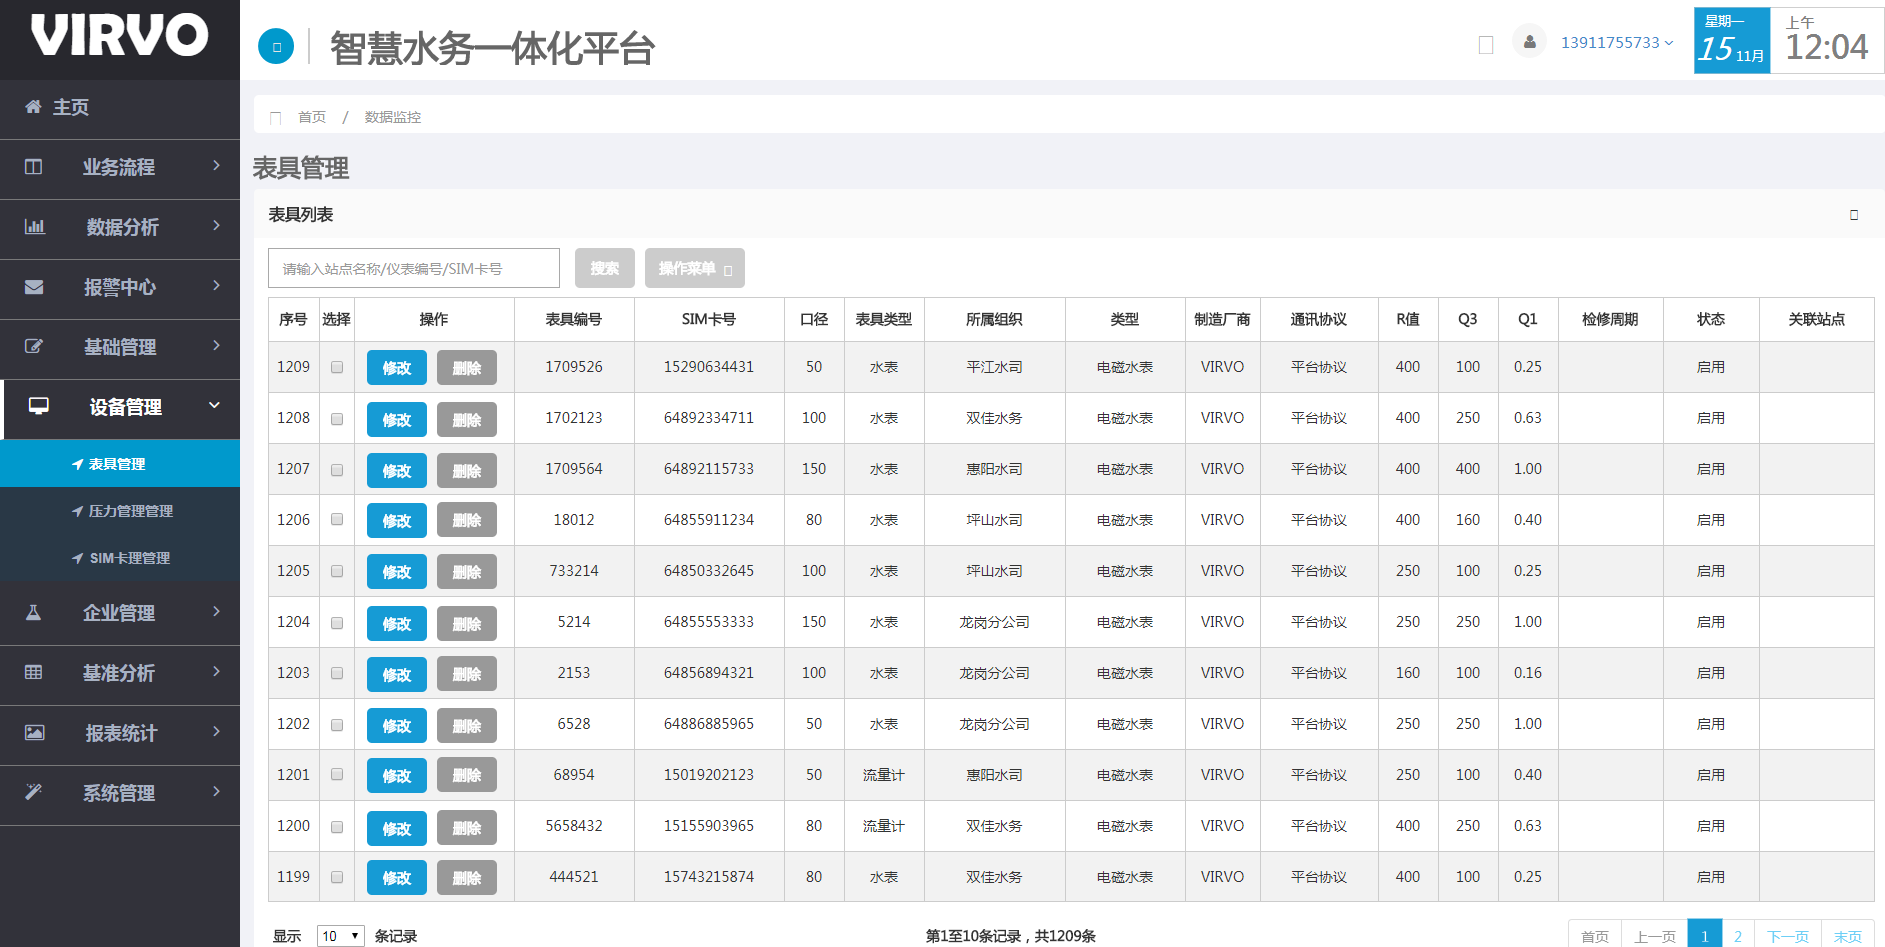 VIRVO
智慧水务一体化平台
13911755733
星期一
15 11月
上午
12:04
主页
业务流程
数据分析
报警中心
基础管理
设备管理
表具管理
压力管理管理
SIM卡理管理
企业管理
基准分析
报表统计
系统管理
首页 / 数据监控
表具管理
表具列表
请输入站点名称/仪表编号/SIM卡号 搜索 操作菜单
序号 选择 操作 表具编号 SIM卡号 口径 表具类型 所属组织 类型 制造厂商 通讯协议 R值 Q3 Q1 检修周期 状态 关联站点
1209 修改 删除 1709526 15290634431 50 水表 平江水司 电磁水表 VIRVO 平台协议 400 100 0.25 启用
1208 修改 删除 1702123 64892334711 100 水表 双佳水务 电磁水表 VIRVO 平台协议 400 250 0.63 启用
1207 修改 删除 1709564 64892115733 150 水表 惠阳水司 电磁水表 VIRVO 平台协议 400 400 1.00 启用
1206 修改 删除 18012 64855911234 80 水表 坪山水司 电磁水表 VIRVO 平台协议 400 160 0.40 启用
1205 修改 删除 733214 64850332645 100 水表 坪山水司 电磁水表 VIRVO 平台协议 250 100 0.25 启用
1204 修改 删除 5214 64855553333 150 水表 龙岗分公司 电磁水表 VIRVO 平台协议 250 250 1.00 启用
1203 修改 删除 2153 64856894321 100 水表 龙岗分公司 电磁水表 VIRVO 平台协议 160 100 0.16 启用
1202 修改 删除 6528 64886885965 50 水表 龙岗分公司 电磁水表 VIRVO 平台协议 250 250 1.00 启用
1201 修改 删除 68954 15019202123 50 流量计 惠阳水司 电磁水表 VIRVO 平台协议 250 100 0.40 启用
1200 修改 删除 5658432 15155903965 80 流量计 双佳水务 电磁水表 VIRVO 平台协议 400 250 0.63 启用
1199 修改 删除 444521 15743215874 80 水表 双佳水务 电磁水表 VIRVO 平台协议 400 100 0.25 启用
显示 10 条记录 第1至10条记录，共1209条 首页 上一页 1 2 下一页 末页